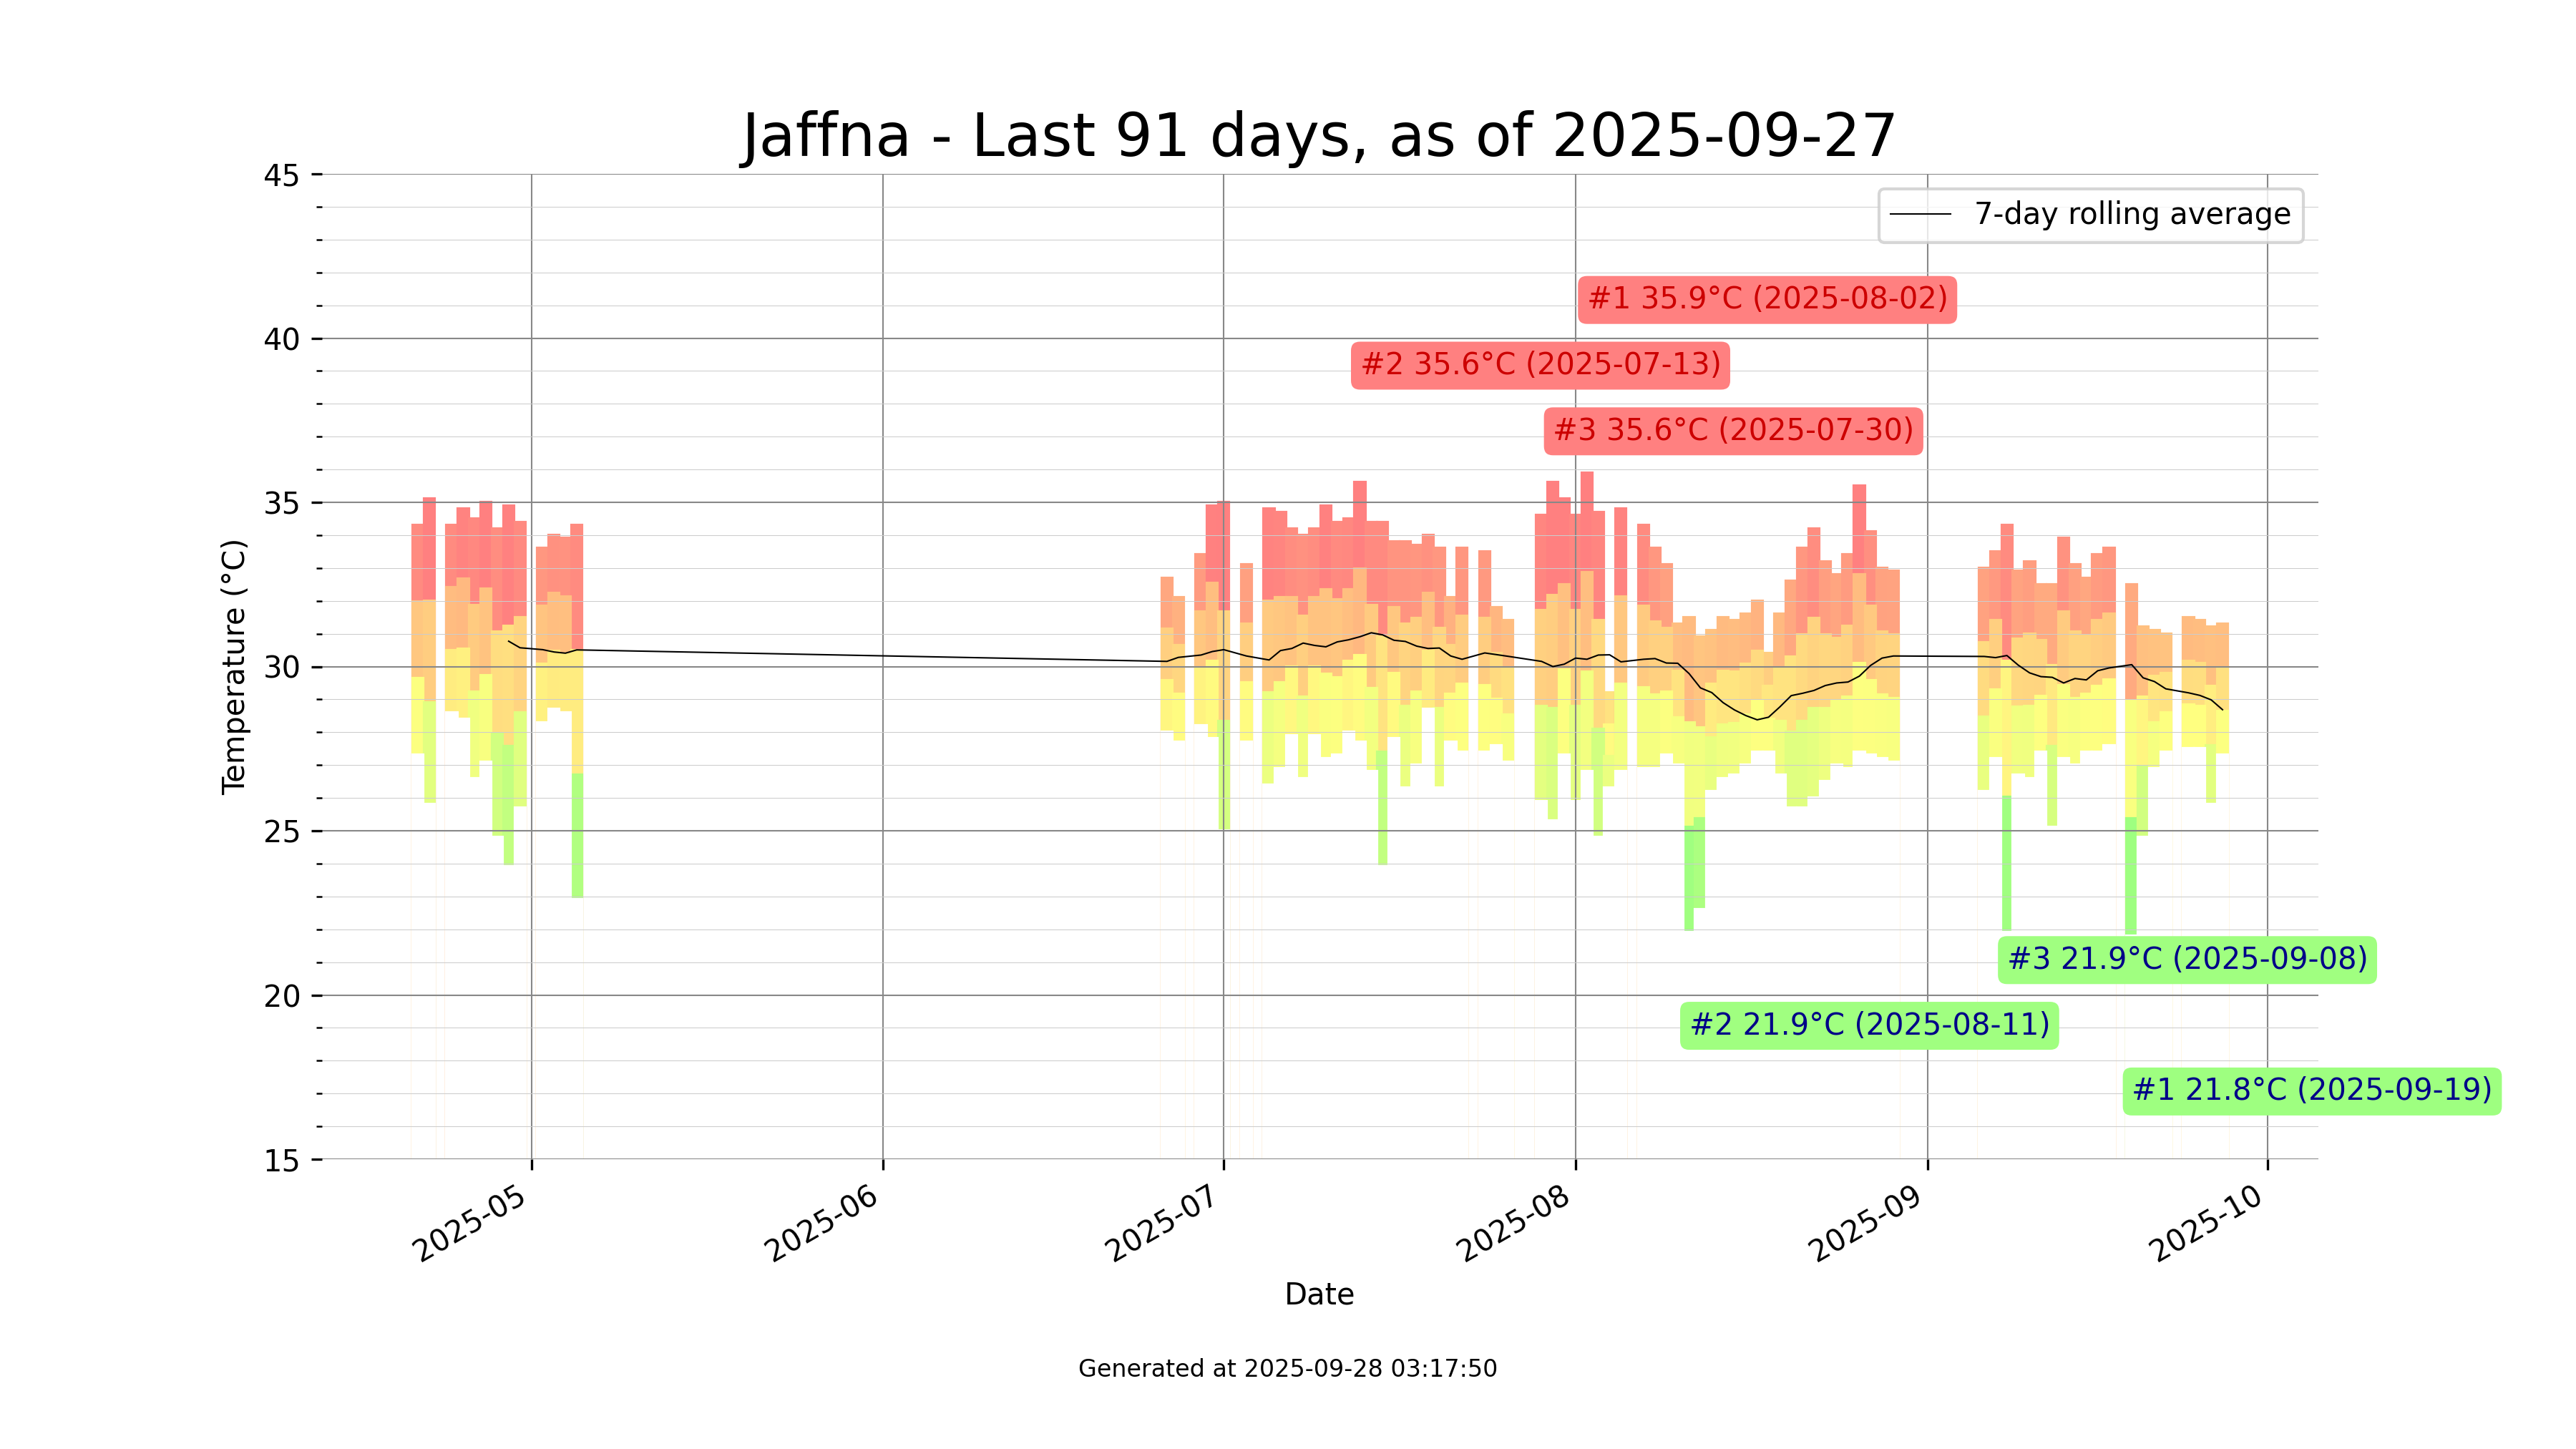 Jaffna - Last 91 days, as of 2025-09-27
45
7-day rolling average
#1 35.9°C (2025-08-02)
40
#2 35.6°C (2025-07-13)
#3 35.6°C (2025-07-30)
35
Temperature (°C)
30
25
#3 21.9°C (2025-09-08)
20
#2 21.9°C (2025-08-11)
#1 21.8°C (2025-09-19)
15
2025-05
2025-06
2025-07
2025-08
2025-09
2025-10
Date
Generated at 2025-09-28 03:17:50